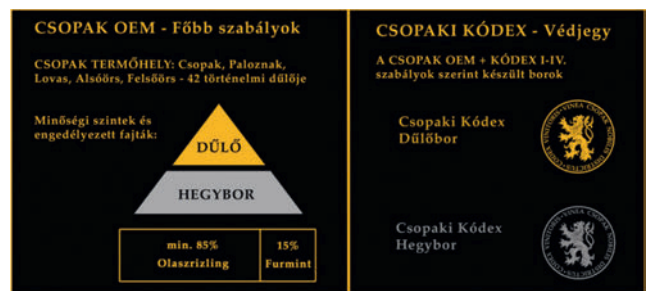 CSOPAK OEM - Főbb szabályok
CSOPAK TERMŐHELY: Csopak, Paloznak,
Lovas, Alsóörs, Felsőörs - 42 történelmi dűlője
Minőségi szintek és
engedélyezett fajták:
DŰLŐ
HEGYBOR
min. 85%
Olaszrizling
15%
Furmint
CSOPAKI KÓDEX - Védjegy
A CSOPAK OEM + KÓDEX I-IV.
szabályok szerint készült borok
Csopaki Kódex
Dűlőbor
Csopaki Kódex
Hegybor